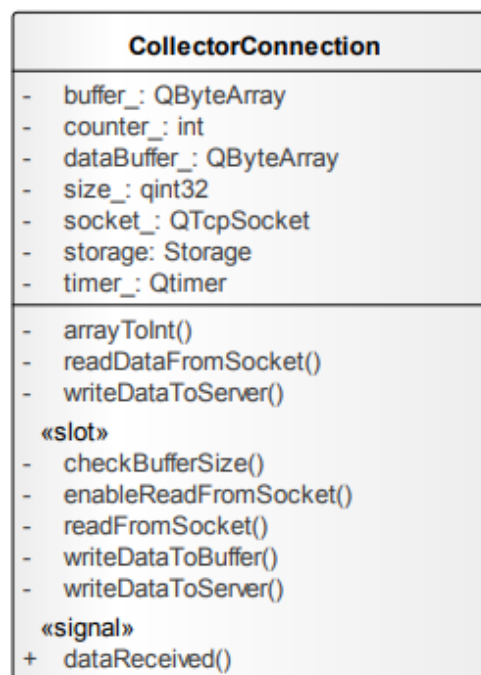 CollectorConnection
- buffer_: QByteArray
- counter_: int
- dataBuffer_: QByteArray
- size_: qint32
- socket_: QTcpSocket
- storage: Storage
- timer_: Qtimer
- arrayToInt()
- readDataFromSocket()
- writeDataToServer()
«slot»
- checkBufferSize()
- enableReadFromSocket()
- readFromSocket()
- writeDataToBuffer()
- writeDataToServer()
«signal»
+ dataReceived()